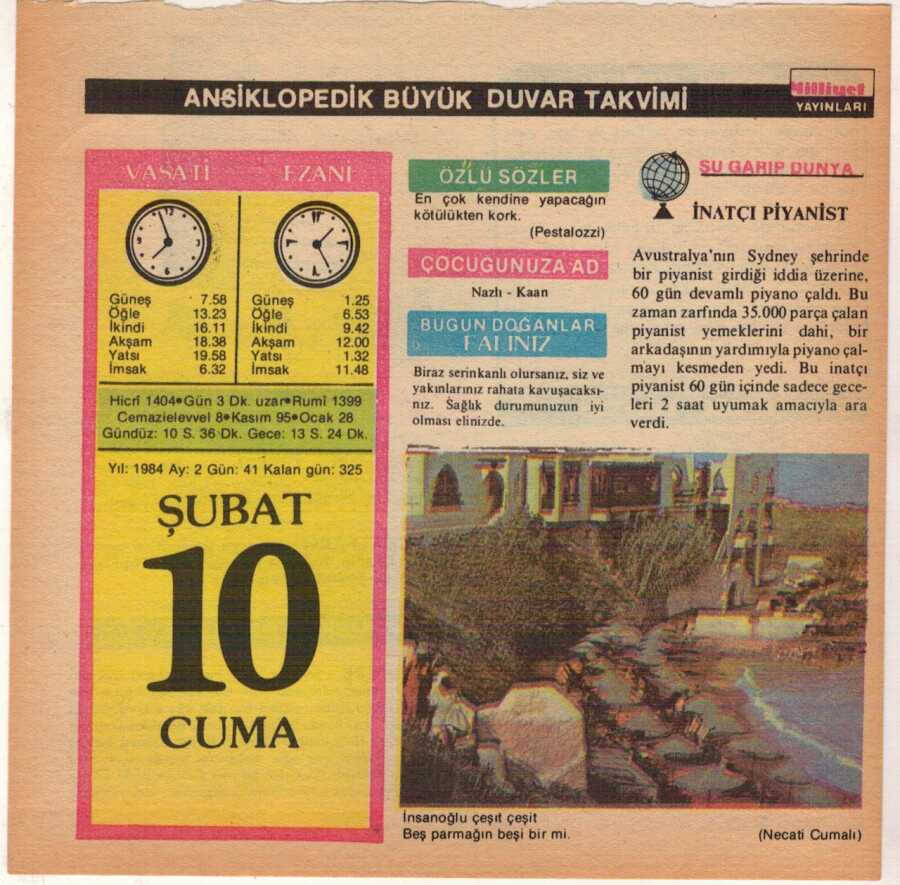 ANSİKLOPEDİK BÜYÜK DUVAR TAKVİMİ
Milliyet
YAYINLARI
VASATİ EZANİ
Güneş 7.58
Öğle 13.23
İkindi 16.11
Akşam 18.38
Yatsı 19.58
İmsak 6.32
Güneş 1.25
Öğle 6.53
İkindi 9.42
Akşam 12.00
Yatsı 1.32
İmsak 11.48
Hicrî 1404•Gün 3 Dk. uzar•Rumî 1399
Cemazielevvel 8•Kasım 95•Ocak 28
Gündüz: 10 S. 36 Dk. Gece: 13 S. 24 Dk.
Yıl: 1984 Ay: 2 Gün: 41 Kalan gün: 325
ŞUBAT
10
CUMA
ÖZLÜ SÖZLER
En çok kendine yapacağın
kötülükten kork.
(Pestalozzi)
ÇOCUGUNUZA AD
Nazlı - Kaan
BUGUN DOĞANLAR
FALINIZ
Biraz serinkanlı olursanız, siz ve
yakınlarınız rahata kavuşacaksı-
nız. Sağlık durumunuzun iyi
olması elinizde.
ŞU GARIP DUNYA
İNATÇI PİYANİST
Avustralya'nın Sydney şehrinde
bir piyanist girdiği iddia üzerine,
60 gün devamlı piyano çaldı. Bu
zaman zarfında 35.000 parça çalan
piyanist yemeklerini dahi, bir
arkadaşının yardımıyla piyano çal-
mayı kesmeden yedi. Bu inatçı
piyanist 60 gün içinde sadece gece-
leri 2 saat uyumak amacıyla ara
verdi.
İnsanoğlu çeşıt çeşit
Beş parmağın beşi bir mi.
(Necati Cumalı)